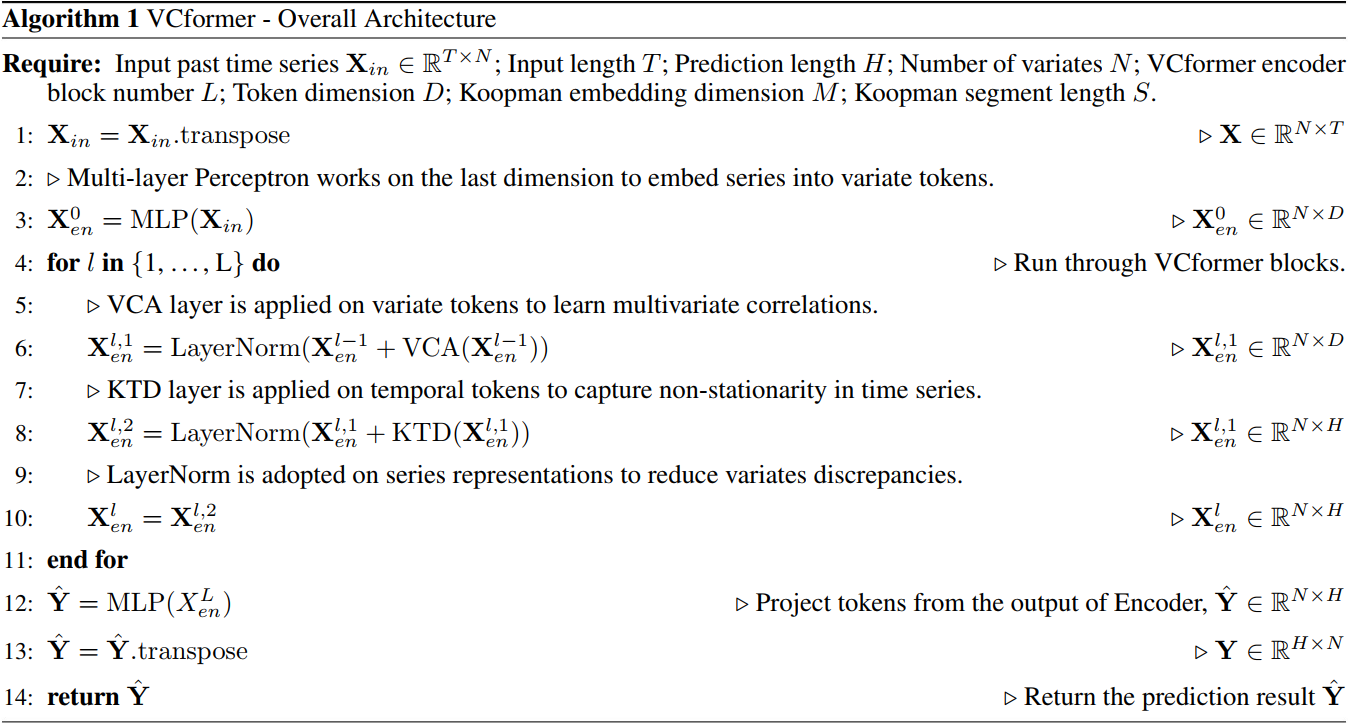 Algorithm 1 VCformer - Overall Architecture
Require: Input past time series $\mathbf{X}_{in} \in \mathbb{R}^{T \times N}$; Input length $T$; Prediction length $H$; Number of variates $N$; VCformer encoder
block number $L$; Token dimension $D$; Koopman embedding dimension $M$; Koopman segment length $S$.
1: $\mathbf{X}_{in} = \mathbf{X}_{in}.\text{transpose}$ ▷ $\mathbf{X} \in \mathbb{R}^{N \times T}$
2: ▷ Multi-layer Perceptron works on the last dimension to embed series into variate tokens.
3: $\mathbf{X}_{en}^{0} = \text{MLP}(\mathbf{X}_{in})$ ▷ $\mathbf{X}_{en}^{0} \in \mathbb{R}^{N \times D}$
4: for $l$ in $\{1, \ldots, \text{L}\}$ do ▷ Run through VCformer blocks.
5: ▷ VCA layer is applied on variate tokens to learn multivariate correlations.
6: $\mathbf{X}_{en}^{l,1} = \text{LayerNorm}(\mathbf{X}_{en}^{l-1} + \text{VCA}(\mathbf{X}_{en}^{l-1}))$ ▷ $\mathbf{X}_{en}^{l,1} \in \mathbb{R}^{N \times D}$
7: ▷ KTD layer is applied on temporal tokens to capture non-stationarity in time series.
8: $\mathbf{X}_{en}^{l,2} = \text{LayerNorm}(\mathbf{X}_{en}^{l,1} + \text{KTD}(\mathbf{X}_{en}^{l,1}))$ ▷ $\mathbf{X}_{en}^{l,1} \in \mathbb{R}^{N \times H}$
9: ▷ LayerNorm is adopted on series representations to reduce variates discrepancies.
10: $\mathbf{X}_{en}^{l} = \mathbf{X}_{en}^{l,2}$ ▷ $\mathbf{X}_{en}^{l} \in \mathbb{R}^{N \times H}$
11: end for
12: $\hat{\mathbf{Y}} = \text{MLP}(X_{en}^{L})$ ▷ Project tokens from the output of Encoder, $\hat{\mathbf{Y}} \in \mathbb{R}^{N \times H}$
13: $\hat{\mathbf{Y}} = \hat{\mathbf{Y}}.\text{transpose}$ ▷ $\mathbf{Y} \in \mathbb{R}^{H \times N}$
14: return $\hat{\mathbf{Y}}$ ▷ Return the prediction result $\hat{\mathbf{Y}}$